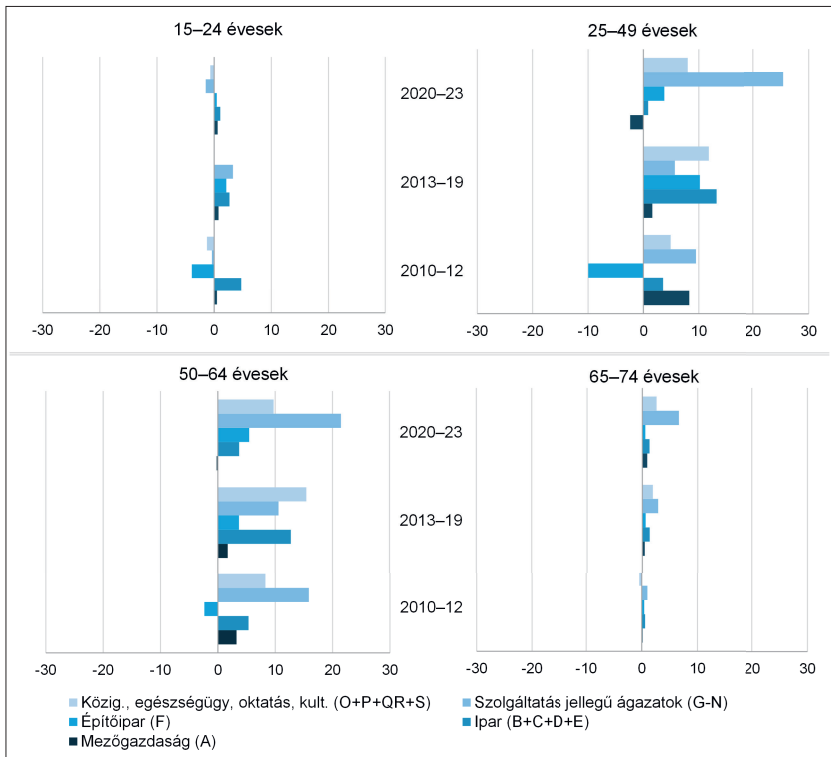 15–24 évesek
25–49 évesek
2020–23
2013–19
2010–12
-30 -20 -10 0 10 20 30
-30 -20 -10 0 10 20 30
50–64 évesek
65–74 évesek
2020–23
2013–19
2010–12
-30 -20 -10 0 10 20 30
-30 -20 -10 0 10 20 30
Közig., egészségügy, oktatás, kult. (O+P+QR+S)
Szolgáltatás jellegű ágazatok (G-N)
Építőipar (F)
Ipar (B+C+D+E)
Mezőgazdaság (A)